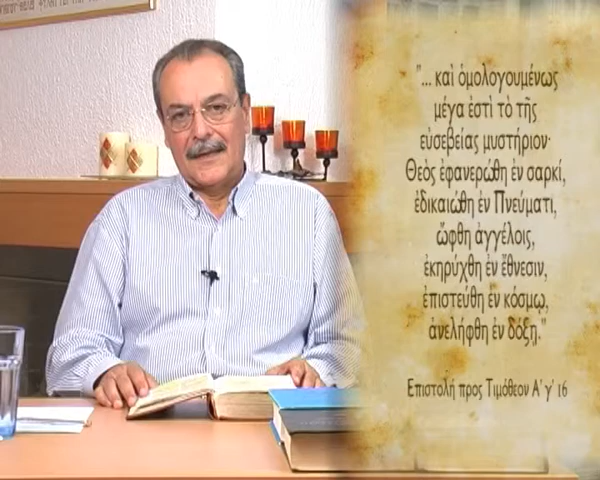 "... καὶ ὁμολογουμένως
μέγα ἐστὶ τὸ τῆς
εὐσεβείας μυστήριον·
Θεὸς ἐφανερώθη ἐν σαρκί,
ἐδικαιώθη ἐν Πνεύματι,
ὤφθη ἀγγέλοις,
ἐκηρύχθη ἐν ἔθνεσιν,
ἐπιστεύθη ἐν κόσμῳ,
ἀνελήφθη ἐν δόξῃ."
Επιστολή προς Τιμόθεον Α' γ' 16